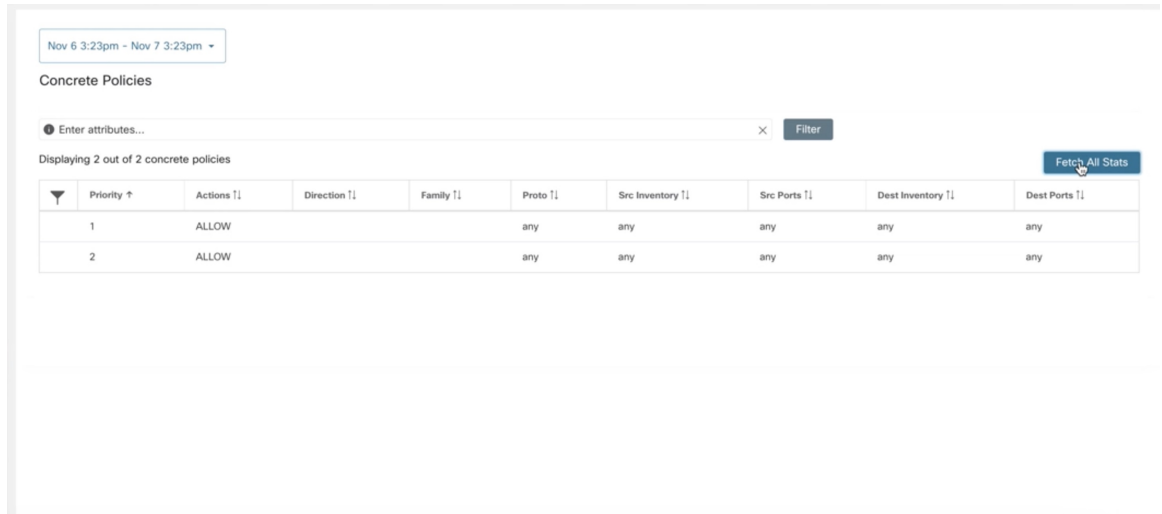 Nov 6 3:23pm - Nov 7 3:23pm
Concrete Policies
Enter attributes... Filter
Displaying 2 out of 2 concrete policies
Fetch All Stats
Priority ↑ Actions ↑↓ Direction ↑↓ Family ↑↓ Proto ↑↓ Src Inventory ↑↓ Src Ports ↑↓ Dest Inventory ↑↓ Dest Ports ↑↓
1 ALLOW any any any any any
2 ALLOW any any any any any